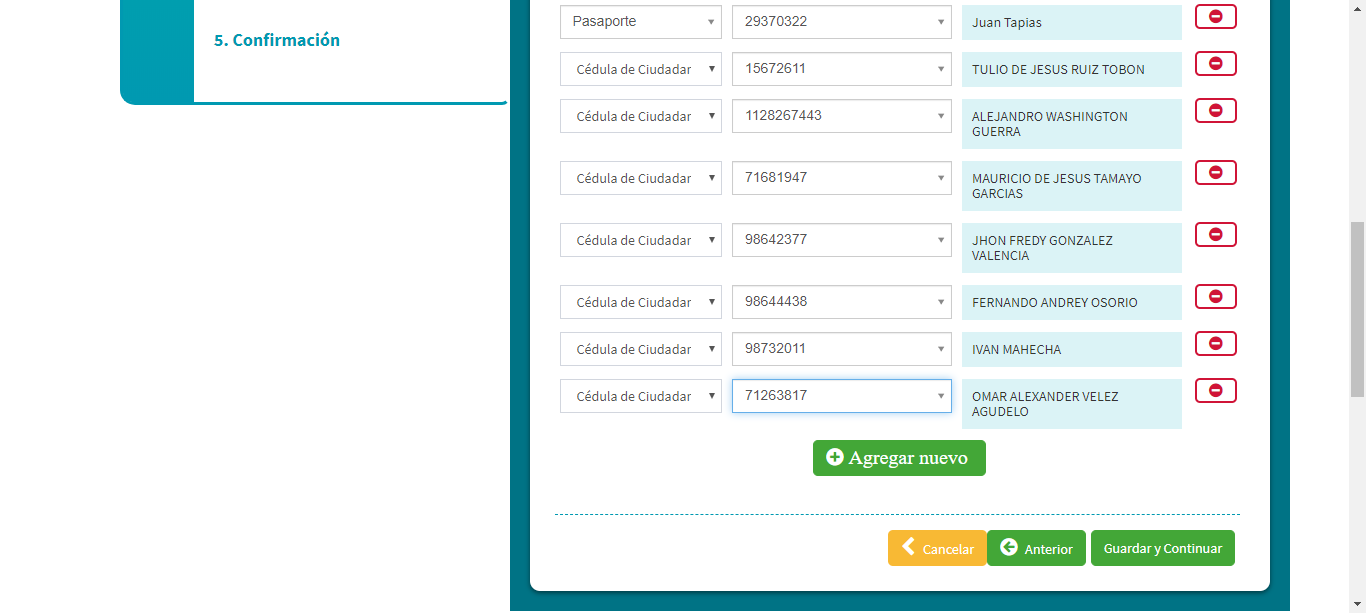 5. Confirmación
Pasaporte 29370322 Juan Tapias
Cédula de Ciudadar 15672611 TULIO DE JESUS RUIZ TOBON
Cédula de Ciudadar 1128267443 ALEJANDRO WASHINGTON
GUERRA
Cédula de Ciudadar 71681947 MAURICIO DE JESUS TAMAYO
GARCIAS
Cédula de Ciudadar 98642377 JHON FREDY GONZALEZ
VALENCIA
Cédula de Ciudadar 98644438 FERNANDO ANDREY OSORIO
Cédula de Ciudadar 98732011 IVAN MAHECHA
Cédula de Ciudadar 71263817 OMAR ALEXANDER VELEZ
AGUDELO
Agregar nuevo
Cancelar Anterior Guardar y Continuar